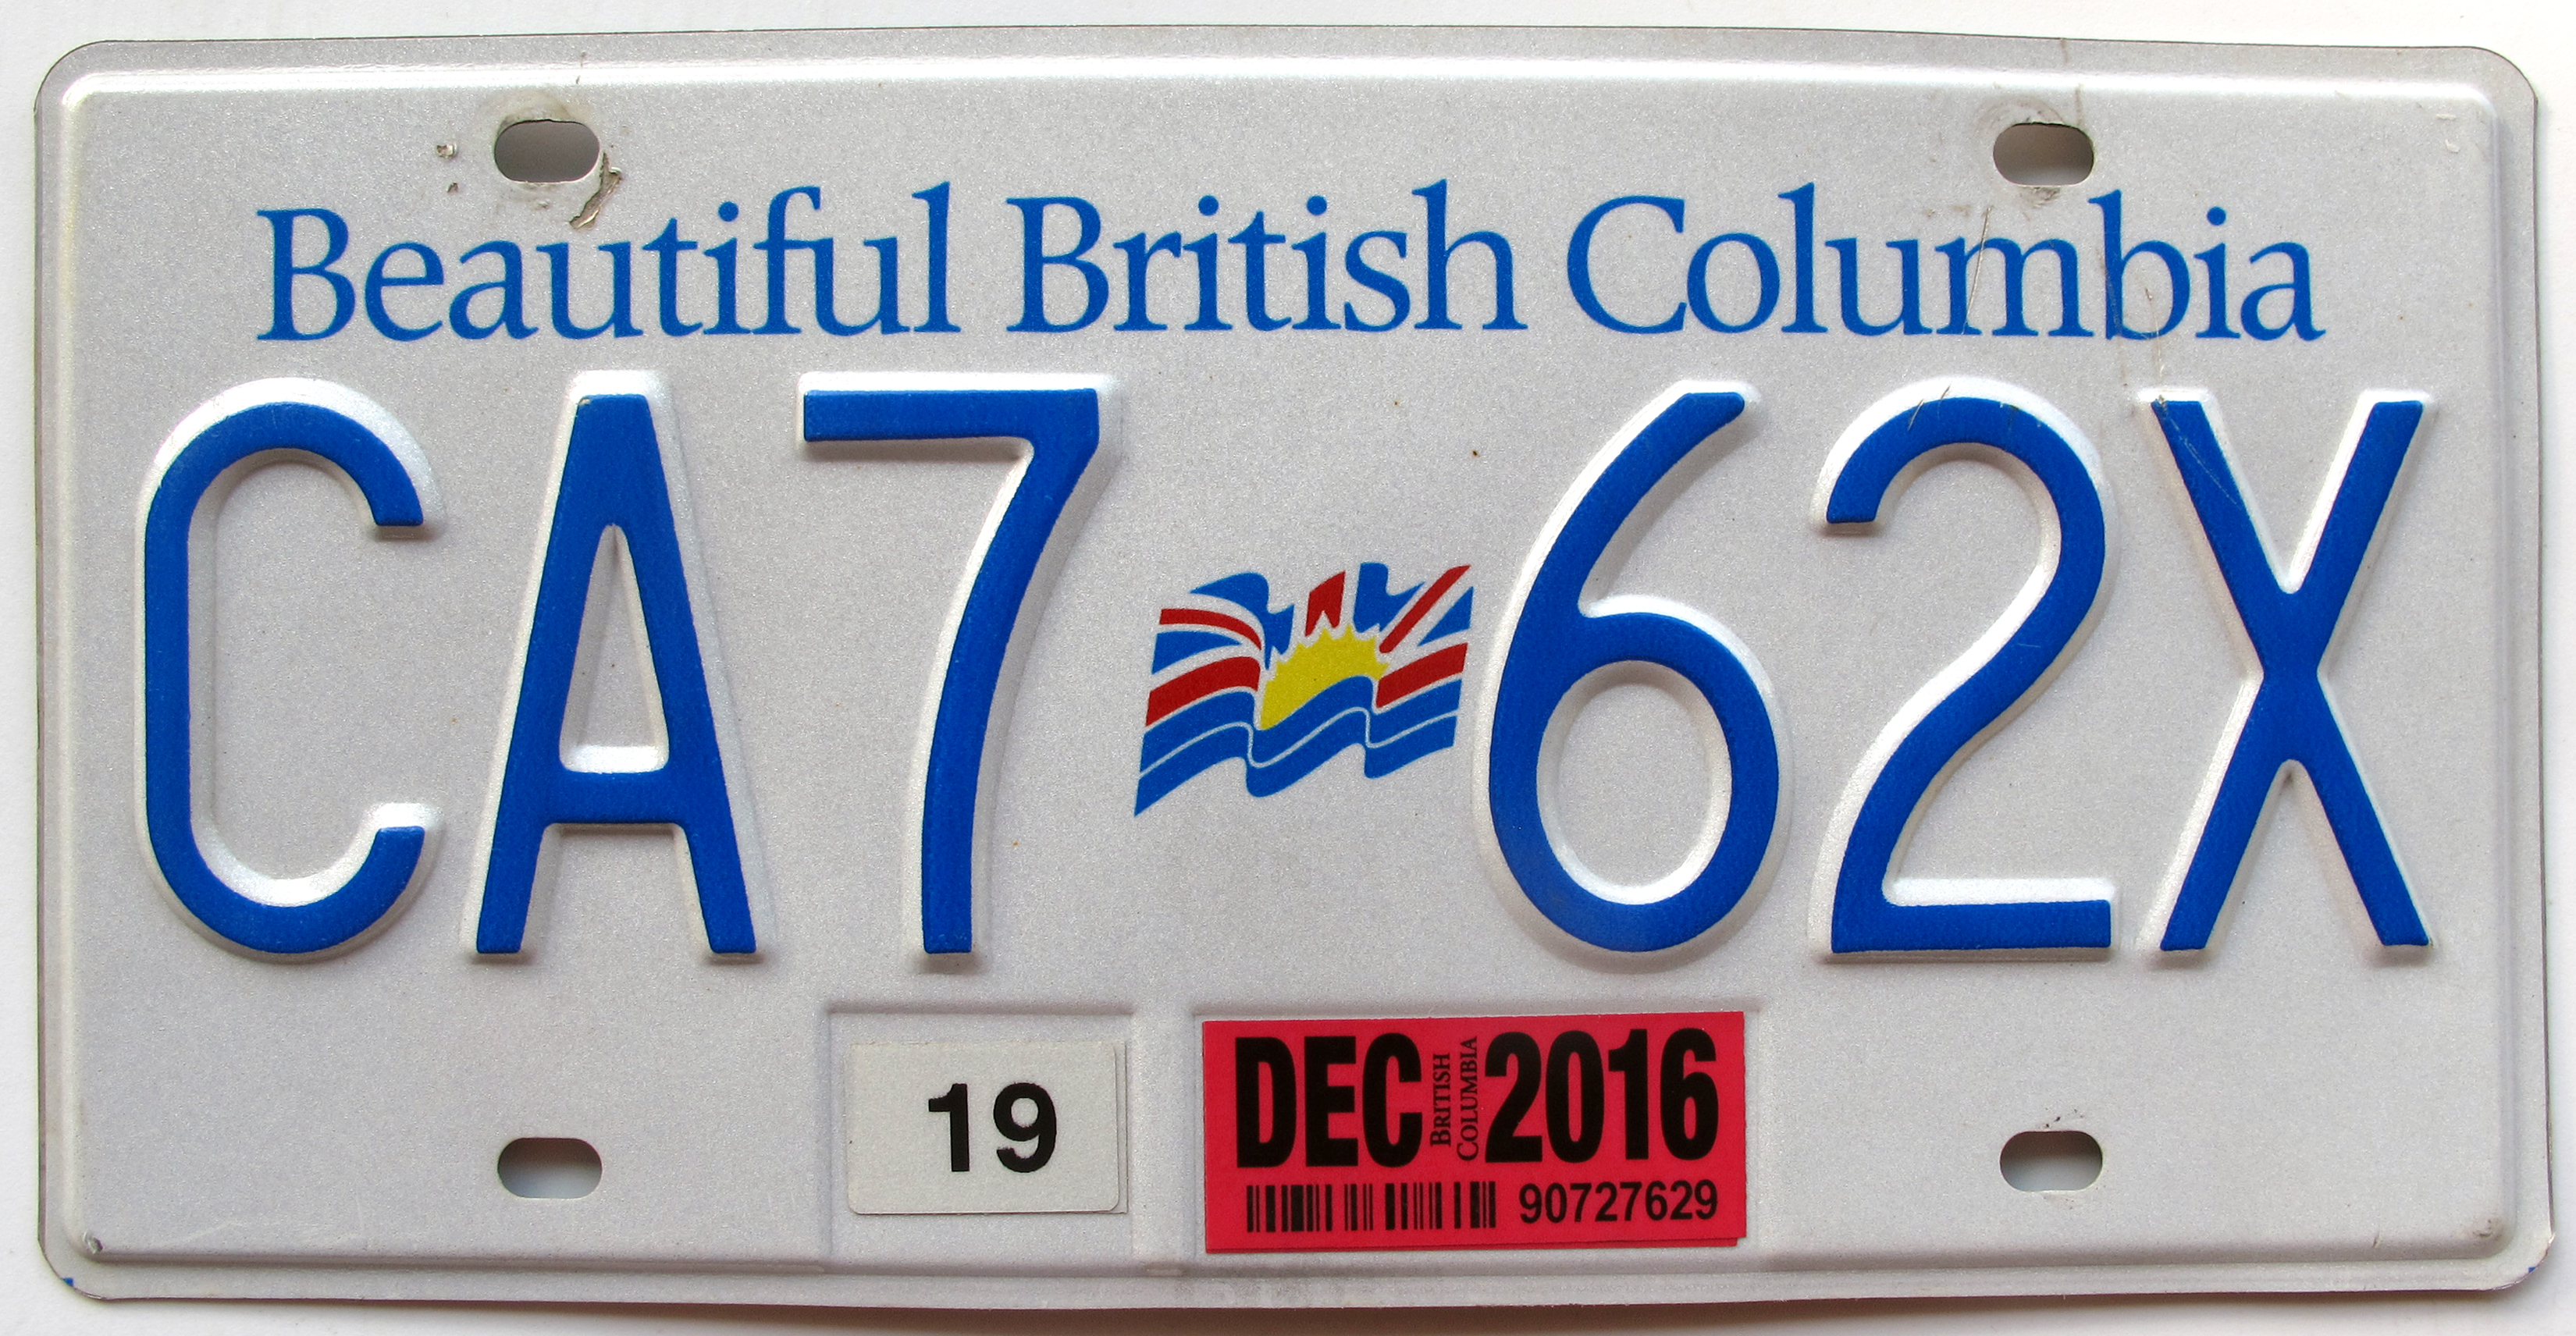 Beautiful British Columbia
CA7 62X
19
DEC BRITISH COLUMBIA 2016
90727629